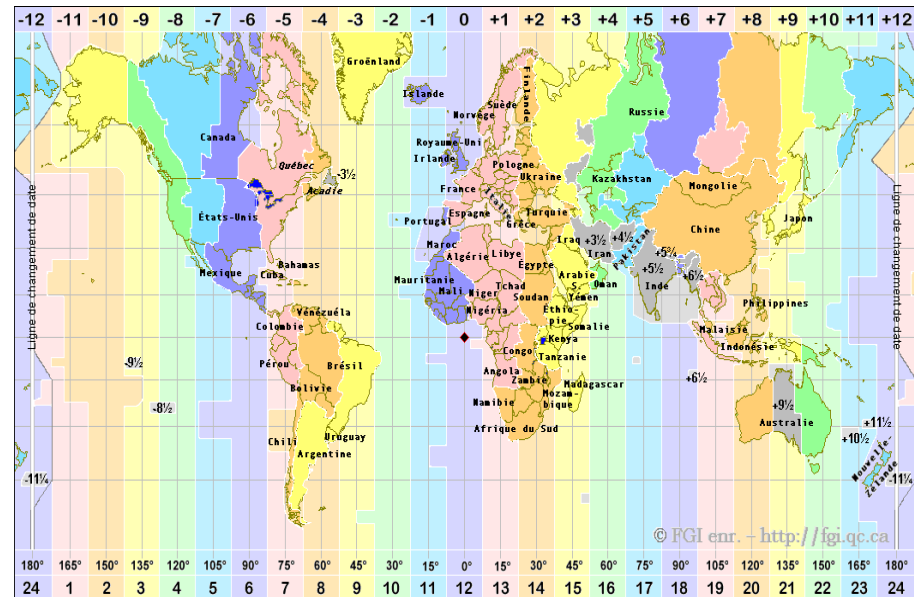 -12 -11 -10 -9 -8 -7 -6 -5 -4 -3 -2 -1 0 +1 +2 +3 +4 +5 +6 +7 +8 +9 +10 +11 +12
Groënland
Islande
Finlande
Suède
Norvège
Russie
Canada
Royaume-Uni
Irlande
Pologne
Québec
-3½
Acadie
Ukraine
Kazakhstan
Mongolie
France
Italie
États-Unis
Portugal
Espagne
Grèce
Turquie
Chine
Japon
Ligne de changement de date
Ligne de changement de date
Maroc
Algérie
Libye
Égypte
Iraq
+3½
Iran
+4½
Pakistan
+5¾
+5½
Inde
+6½
Bahamas
Mexique
Cuba
Mauritanie
Mali
Niger
Tchad
Soudan
Arabie
S.
Oman
Yémen
Nigéria
Éthio-
pie
Somalie
Philippines
Vénézuéla
Colombie
Kenya
Malaisie
Indonésie
Congo
Tanzanie
Pérou
Brésil
-9½
+6½
Bolivie
Angola
Zambie
Madagascar
Mozam-
bique
-8½
Namibie
+9½
Australie
Afrique du Sud
+11½
+10½
Chili
Uruguay
Argentine
Nouvelle-
Zélande
-11¼
-11¼
© FGI enr. – http://fgi.qc.ca
180° 165° 150° 135° 120° 105° 90° 75° 60° 45° 30° 15° 0° 15° 30° 45° 60° 75° 90° 105° 120° 135° 150° 165° 180°
24 1 2 3 4 5 6 7 8 9 10 11 12 13 14 15 16 17 18 19 20 21 22 23 24